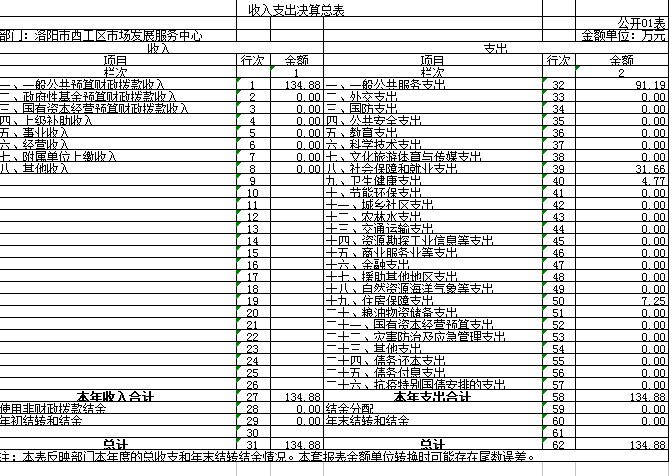 收入支出决算总表
公开01表
部门：洛阳市西工区市场发展服务中心 金额单位：万元
收入 支出
项目 行次 金额 项目 行次 金额
栏次 1 栏次 2
一、一般公共预算财政拨款收入 1 134.88 一、一般公共服务支出 32 91.19
二、政府性基金预算财政拨款收入 2 0.00 二、外交支出 33 0.00
三、国有资本经营预算财政拨款收入 3 0.00 三、国防支出 34 0.00
四、上级补助收入 4 0.00 四、公共安全支出 35 0.00
五、事业收入 5 0.00 五、教育支出 36 0.00
六、经营收入 6 0.00 六、科学技术支出 37 0.00
七、附属单位上缴收入 7 0.00 七、文化旅游体育与传媒支出 38 0.00
八、其他收入 8 0.00 八、社会保障和就业支出 39 31.66
9 九、卫生健康支出 40 4.77
10 十、节能环保支出 41 0.00
11 十一、城乡社区支出 42 0.00
12 十二、农林水支出 43 0.00
13 十三、交通运输支出 44 0.00
14 十四、资源勘探工业信息等支出 45 0.00
15 十五、商业服务业等支出 46 0.00
16 十六、金融支出 47 0.00
17 十七、援助其他地区支出 48 0.00
18 十八、自然资源海洋气象等支出 49 0.00
19 十九、住房保障支出 50 7.25
20 二十、粮油物资储备支出 51 0.00
21 二十一、国有资本经营预算支出 52 0.00
22 二十二、灾害防治及应急管理支出 53 0.00
23 二十三、其他支出 54 0.00
24 二十四、债务还本支出 55 0.00
25 二十五、债务付息支出 56 0.00
26 二十六、抗疫特别国债安排的支出 57 0.00
本年收入合计 27 134.88 本年支出合计 58 134.88
使用非财政拨款结余 28 0.00 结余分配 59 0.00
年初结转和结余 29 0.00 年末结转和结余 60 0.00
30 61
总计 31 134.88 总计 62 134.88
注：本表反映部门本年度的总收支和年末结转结余情况。本套报表金额单位转换时可能存在尾数误差。